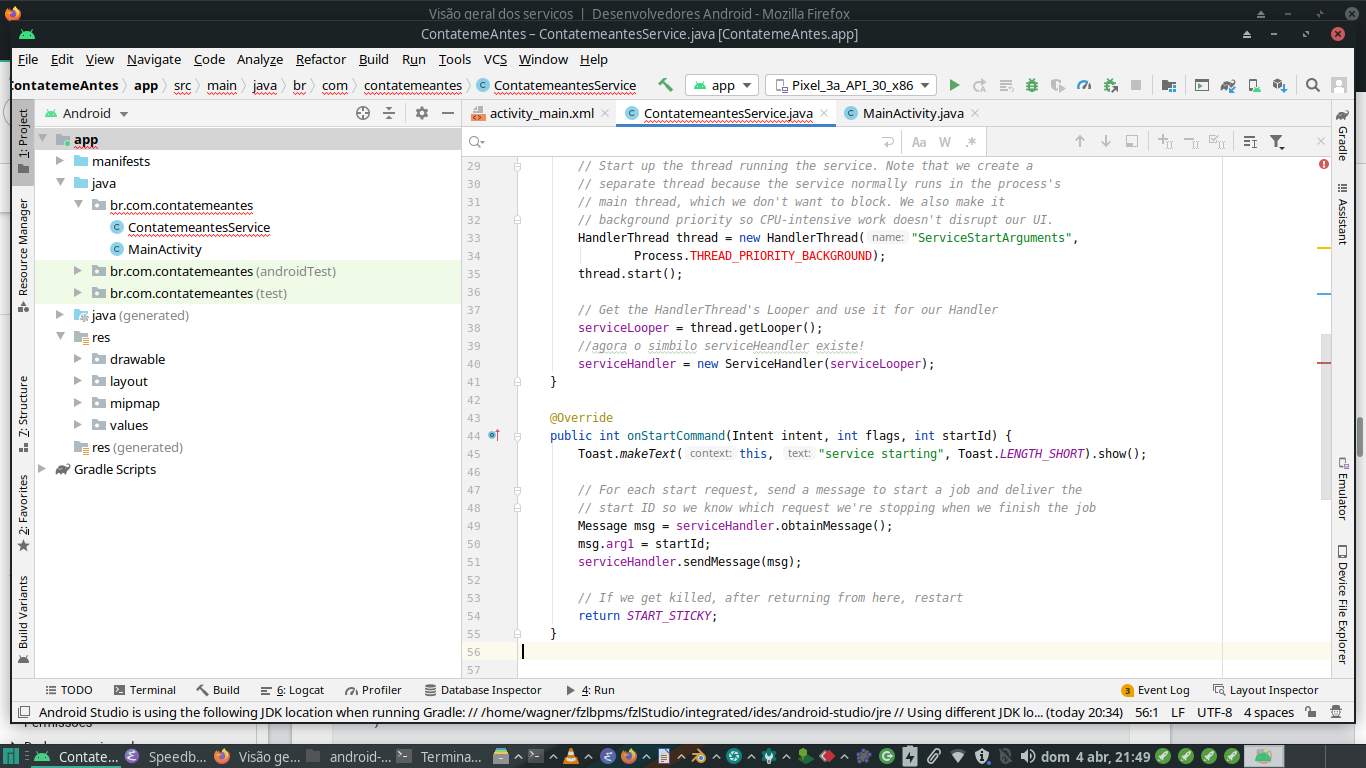 Visão geral dos servicos | Desenvolvedores Android - Mozilla Firefox
ContatemeAntes – ContatemeantesService.java [ContatemeAntes.app]
File Edit View Navigate Code Analyze Refactor Build Run Tools VCS Window Help
ContatemeAntes app src main java br com contatemeantes ContatemeantesService app Pixel_3a_API_30_x86
Android
activity_main.xml ContatemeantesService.java MainActivity.java
1: Project
Resource Manager
7: Structure
2: Favorites
Build Variants
app
manifests
java
br.com.contatemeantes
ContatemeantesService
MainActivity
br.com.contatemeantes (androidTest)
br.com.contatemeantes (test)
java (generated)
res
drawable
layout
mipmap
values
res (generated)
Gradle Scripts
Aa W .*
29 // Start up the thread running the service. Note that we create a
30 // separate thread because the service normally runs in the process's
31 // main thread, which we don't want to block. We also make it
32 // background priority so CPU-intensive work doesn't disrupt our UI.
33 HandlerThread thread = new HandlerThread( name: "ServiceStartArguments",
34 Process.THREAD_PRIORITY_BACKGROUND);
35 thread.start();
36
37 // Get the HandlerThread's Looper and use it for our Handler
38 serviceLooper = thread.getLooper();
39 //agora o simbilo serviceHeandler existe!
40 serviceHandler = new ServiceHandler(serviceLooper);
41 }
42
43 @Override
44 public int onStartCommand(Intent intent, int flags, int startId) {
45 Toast.makeText( context: this, text: "service starting", Toast.LENGTH_SHORT).show();
46
47 // For each start request, send a message to start a job and deliver the
48 // start ID so we know which request we're stopping when we finish the job
49 Message msg = serviceHandler.obtainMessage();
50 msg.arg1 = startId;
51 serviceHandler.sendMessage(msg);
52
53 // If we get killed, after returning from here, restart
54 return START_STICKY;
55 }
56
57
Gradle
Assistant
Emulator
Device File Explorer
TODO Terminal Build 6: Logcat Profiler Database Inspector 4: Run 3 Event Log Layout Inspector
Android Studio is using the following JDK location when running Gradle: // /home/wagner/fzlbpms/fzlStudio/integrated/ides/android-studio/jre // Using different JDK lo... (today 20:34) 56:1 LF UTF-8 4 spaces
Contate... Speedb... Visão ge... android-... Termina... dom 4 abr, 21:49